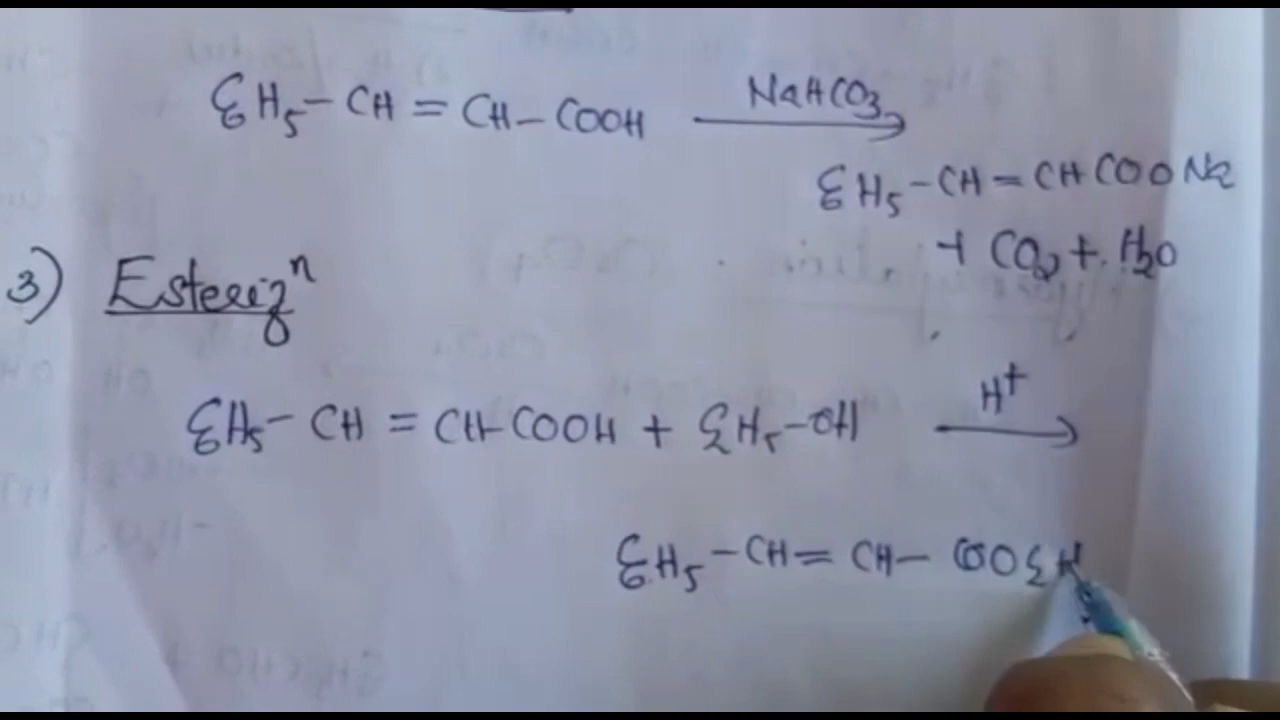 C₆H₅-CH=CH-COOH NaHCO₃ →
C₆H₅-CH=CHCOONa
+ CO₂ + H₂O
3) Esterifⁿ
C₆H₅-CH=CH-COOH + C₂H₅-OH H⁺ →
C₆H₅-CH=CH-COOC₂H